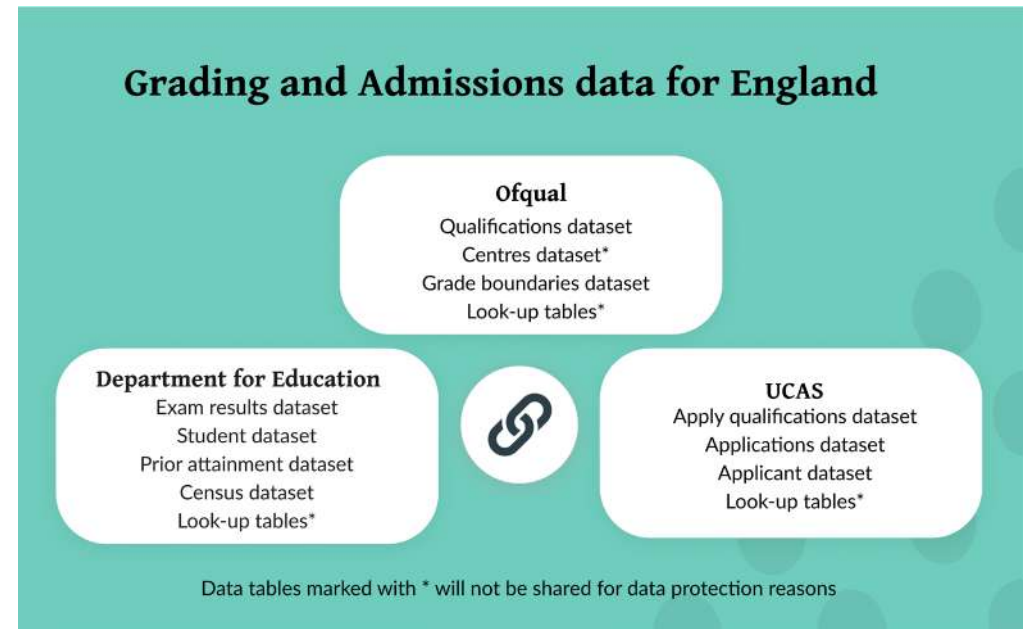 Grading and Admissions data for England
Ofqual
Qualifications dataset
Centres dataset*
Grade boundaries dataset
Look-up tables*
Department for Education
Exam results dataset
Student dataset
Prior attainment dataset
Census dataset
Look-up tables*
UCAS
Apply qualifications dataset
Applications dataset
Applicant dataset
Look-up tables*
Data tables marked with * will not be shared for data protection reasons